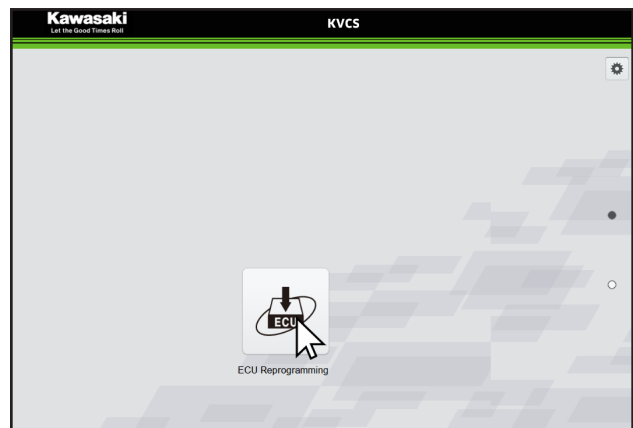 Kawasaki
Let the Good Times Roll
KVCS
ECU
ECU Reprogramming